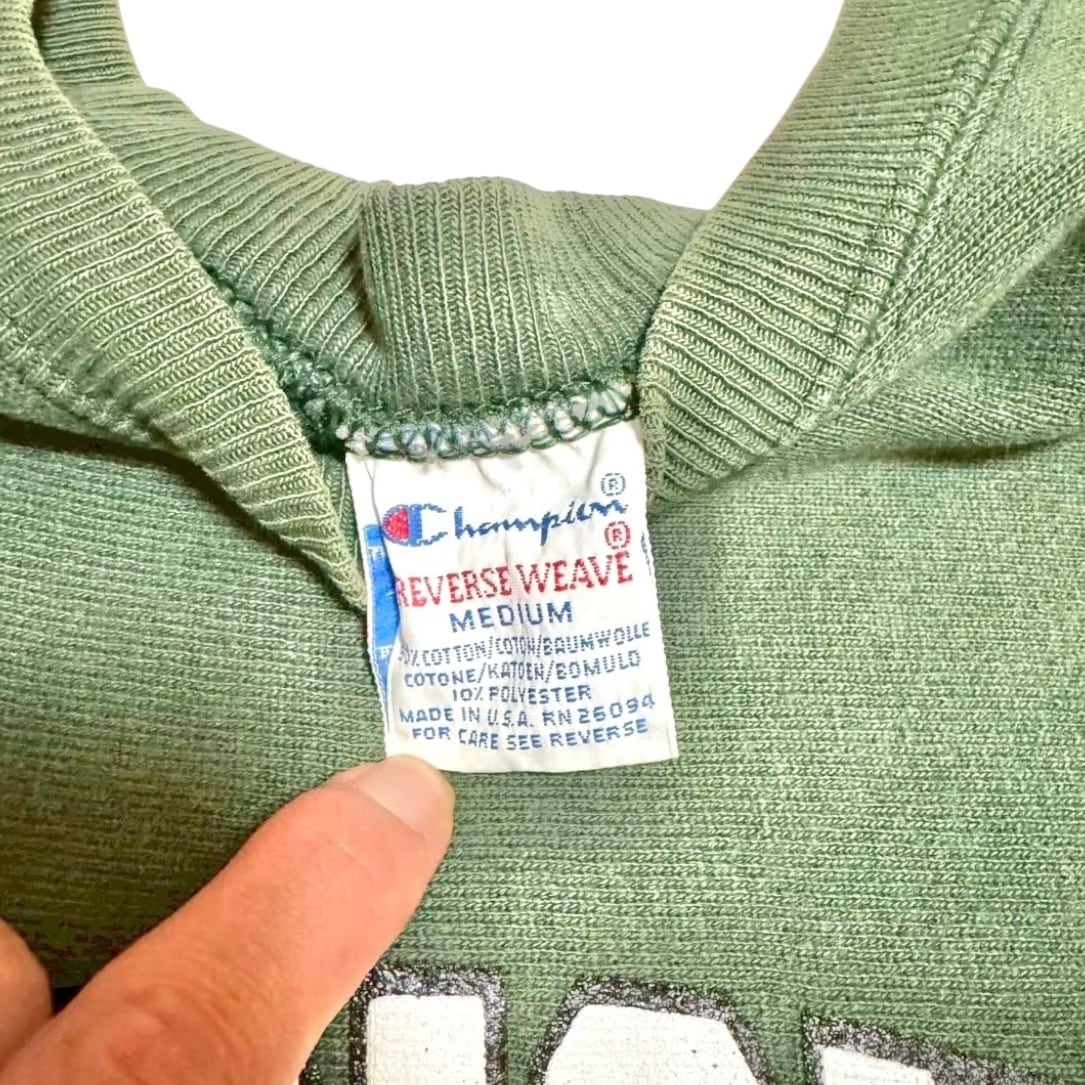 Champion®
REVERSE WEAVE®
MEDIUM
90% COTTON/COTON/BAUMWOLLE
COTONE/KATOEN/BOMULD
10% POLYESTER
MADE IN U.S.A. RN 26094
FOR CARE SEE REVERSE